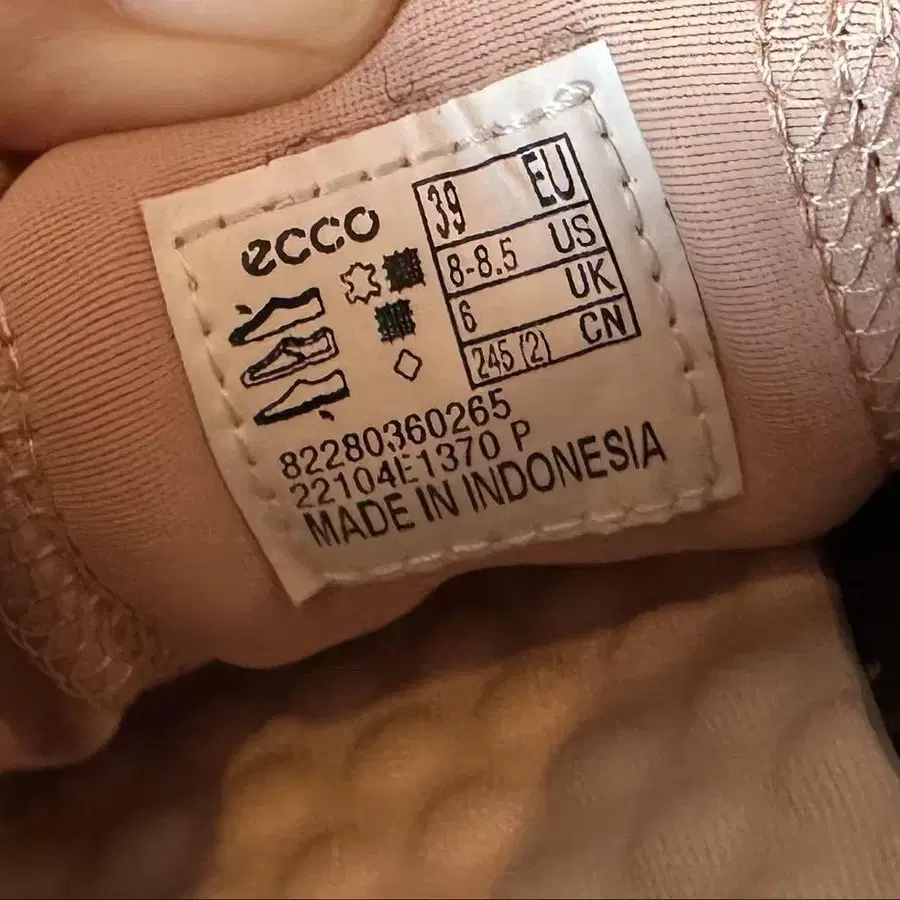 ecco
39 EU
8-8.5 US
6 UK
245 (2) CN
82280360265
22104E1370 P
MADE IN INDONESIA